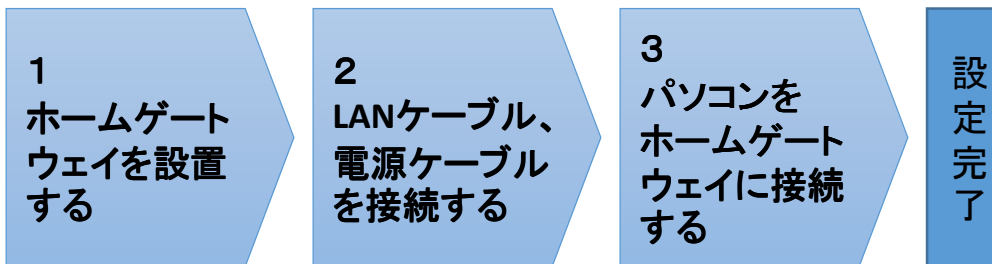 1
ホームゲート
ウェイを設置
する
2
LANケーブル、
電源ケーブル
を接続する
3
パソコンを
ホームゲート
ウェイに接続
する
設
定
完
了